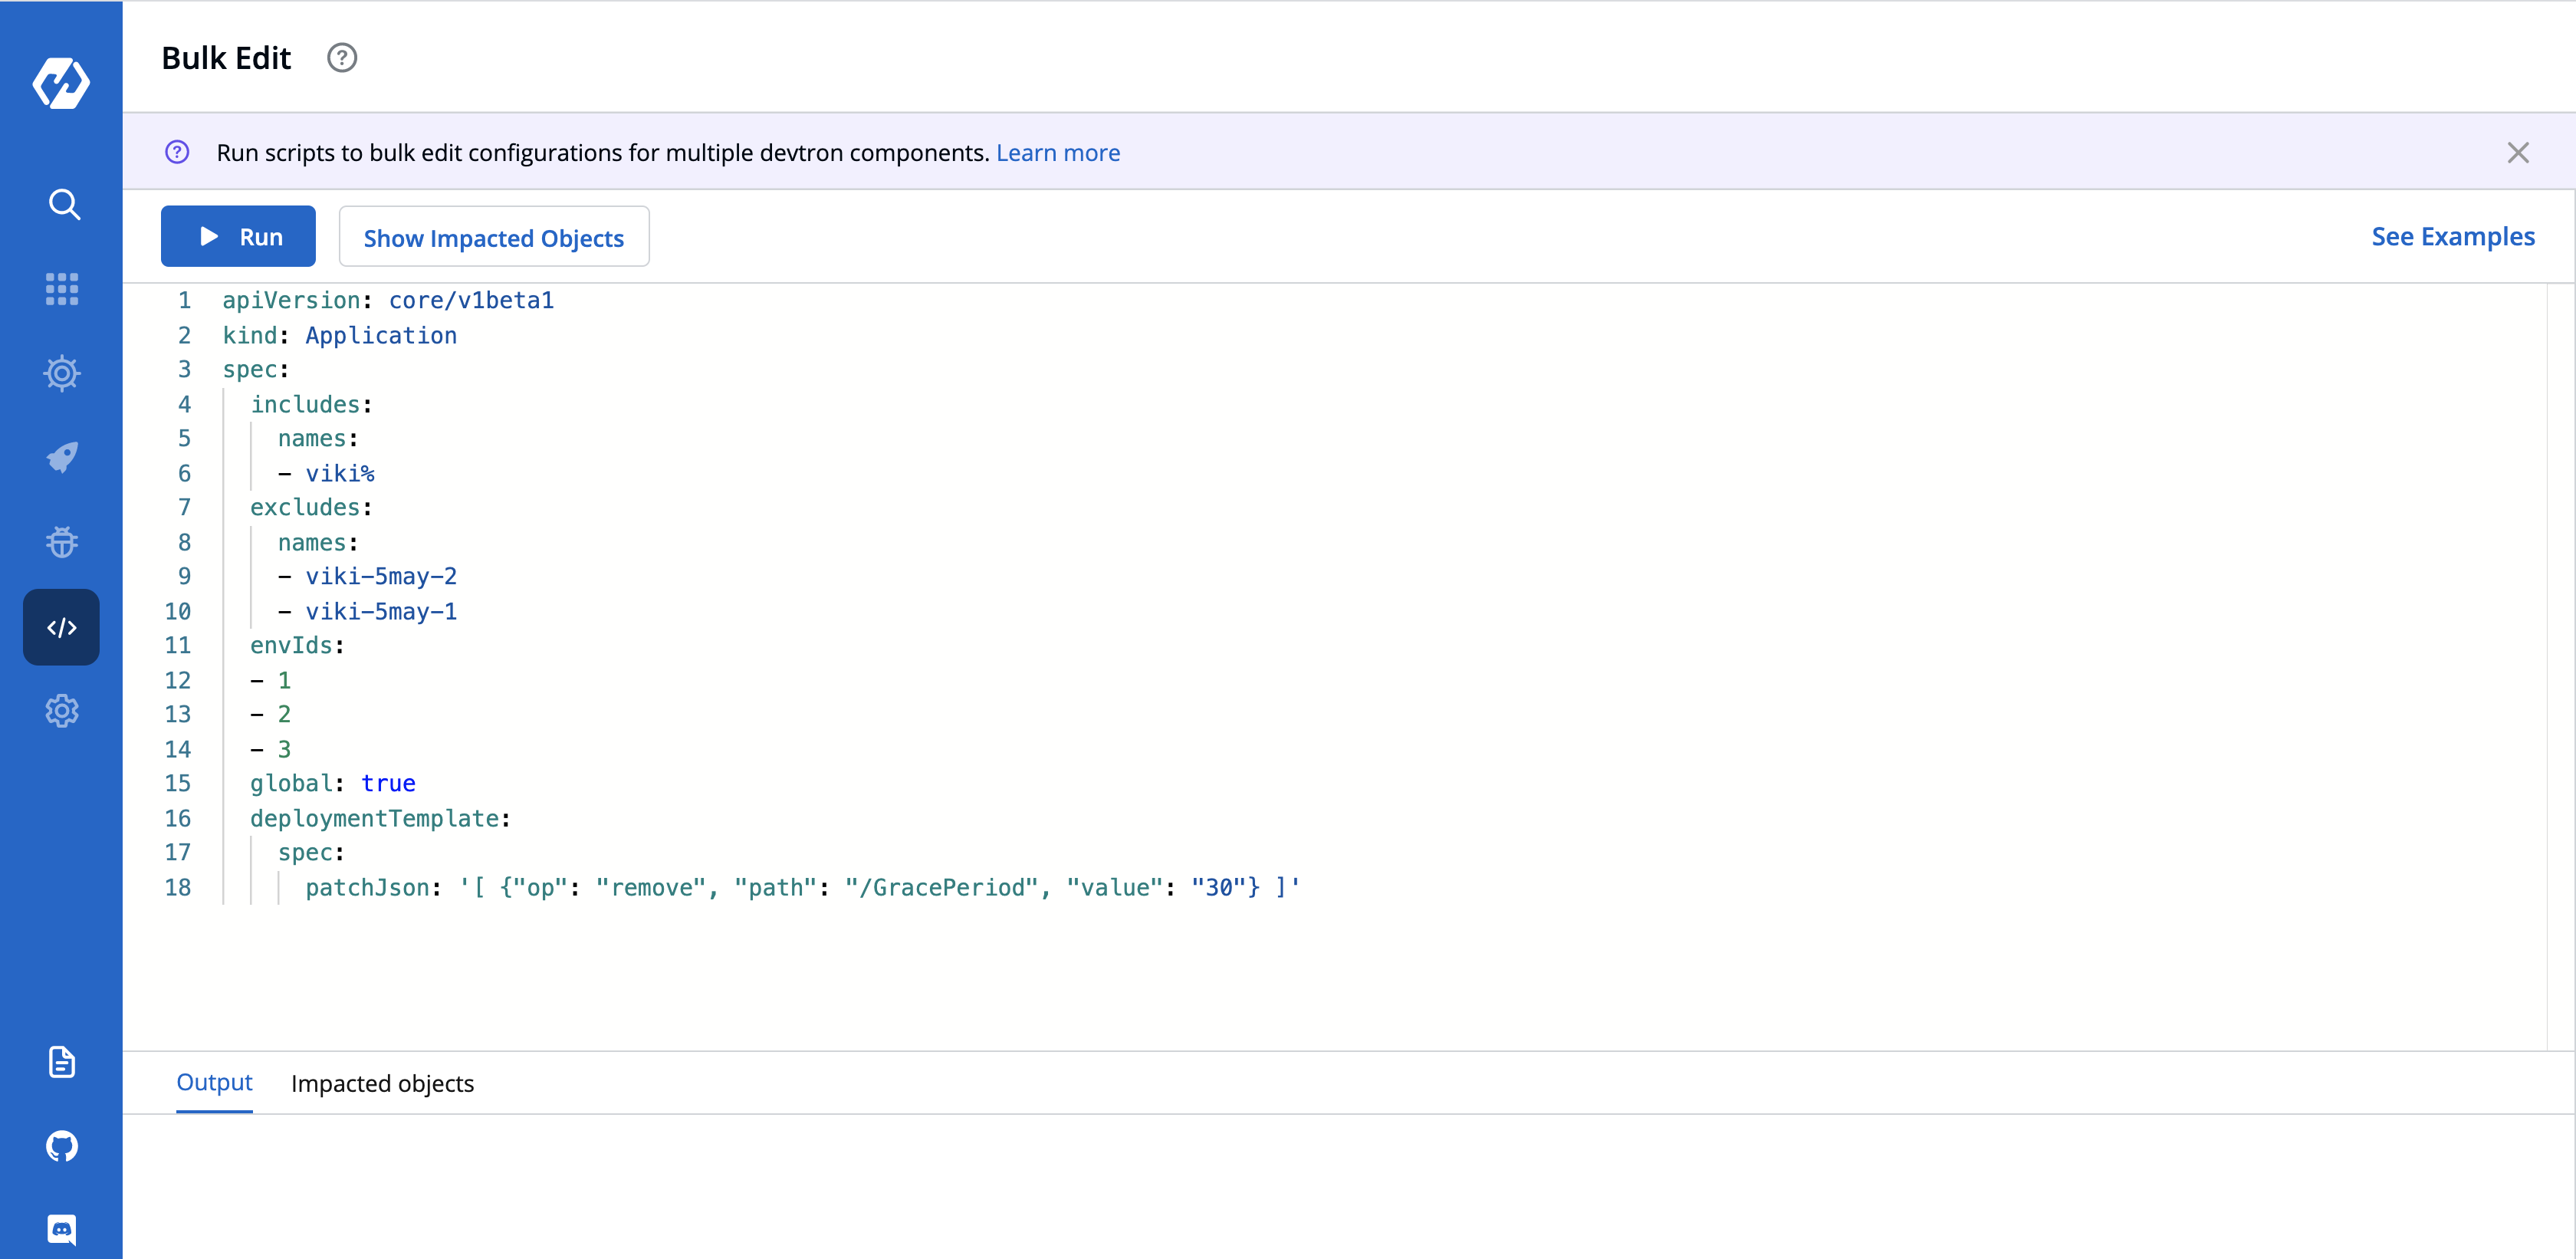 Bulk Edit
Run scripts to bulk edit configurations for multiple devtron components. Learn more
Run
Show Impacted Objects
See Examples
1 apiVersion: core/v1beta1
2 kind: Application
3 spec:
4   includes:
5     names:
6     - viki%
7   excludes:
8     names:
9     - viki-5may-2
10     - viki-5may-1
11   envIds:
12   - 1
13   - 2
14   - 3
15   global: true
16   deploymentTemplate:
17     spec:
18       patchJson: '[ {"op": "remove", "path": "/GracePeriod", "value": "30"} ]'
Output
Impacted objects